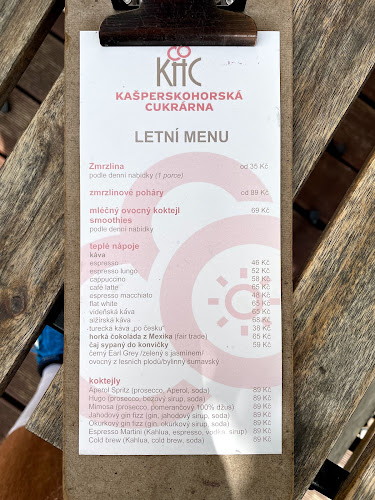 CO
KHC
KAŠPERSKOHORSKÁ
CUKRÁRNA
LETNÍ MENU
Zmrzlina od 35 Kč
podle denní nabídky (1 porce)
zmrzlinové poháry od 89 Kč
mléčný ovocný koktejl 69 Kč
smoothies
podle denní nabídky
teplé nápoje
káva
espresso 46 Kč
espresso lungo 52 Kč
cappuccino 58 Kč
café latte 65 Kč
espresso macchiato 48 Kč
flat white 65 Kč
vídeňská káva 65 Kč
alžírská káva 68 Kč
turecká káva „po česku" 38 Kč
horká čokoláda z Mexika (fair trade) 85 Kč
čaj sypaný do konvičky 59 Kč
černý Earl Grey /zelený s jasmínem/
ovocný z lesních plodů/bylinný šumavský
koktejly
Aperol Spritz (prosecco, Aperol, soda) 89 Kč
Hugo (prosecco, bezový sirup, soda) 89 Kč
Mimosa (prosecco, pomerančový 100% džus) 89 Kč
Jahodový gin fizz (gin, jahodový sirup, soda) 89 Kč
Okurkový gin fizz (gin, okurkový sirup, soda) 89 Kč
Espresso Martini (Kahlua, espresso, vodka, sirup) 89 Kč
Cold brew (Kahlua, cold brew, soda) 89 Kč